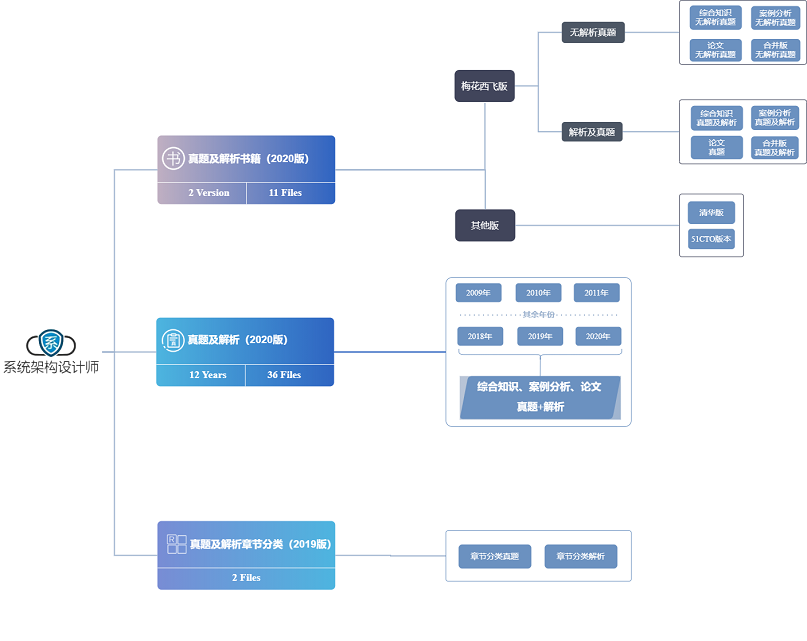 综合知识
无解析真题
案例分析
无解析真题
论文
无解析真题
合并版
无解析真题
无解析真题
梅花西飞版
解析及真题
综合知识
真题及解析
案例分析
真题及解析
论文
真题
合并版
真题及解析
书
真题及解析书籍（2020版）
2 Version
11 Files
其他版
清华版
51CTO版本
系
系统架构设计师
真题及解析（2020版）
12 Years
36 Files
2009年
2010年
2011年
其余年份
2018年
2019年
2020年
综合知识、案例分析、论文
真题+解析
R
真题及解析章节分类（2019版）
2 Files
章节分类真题
章节分类解析